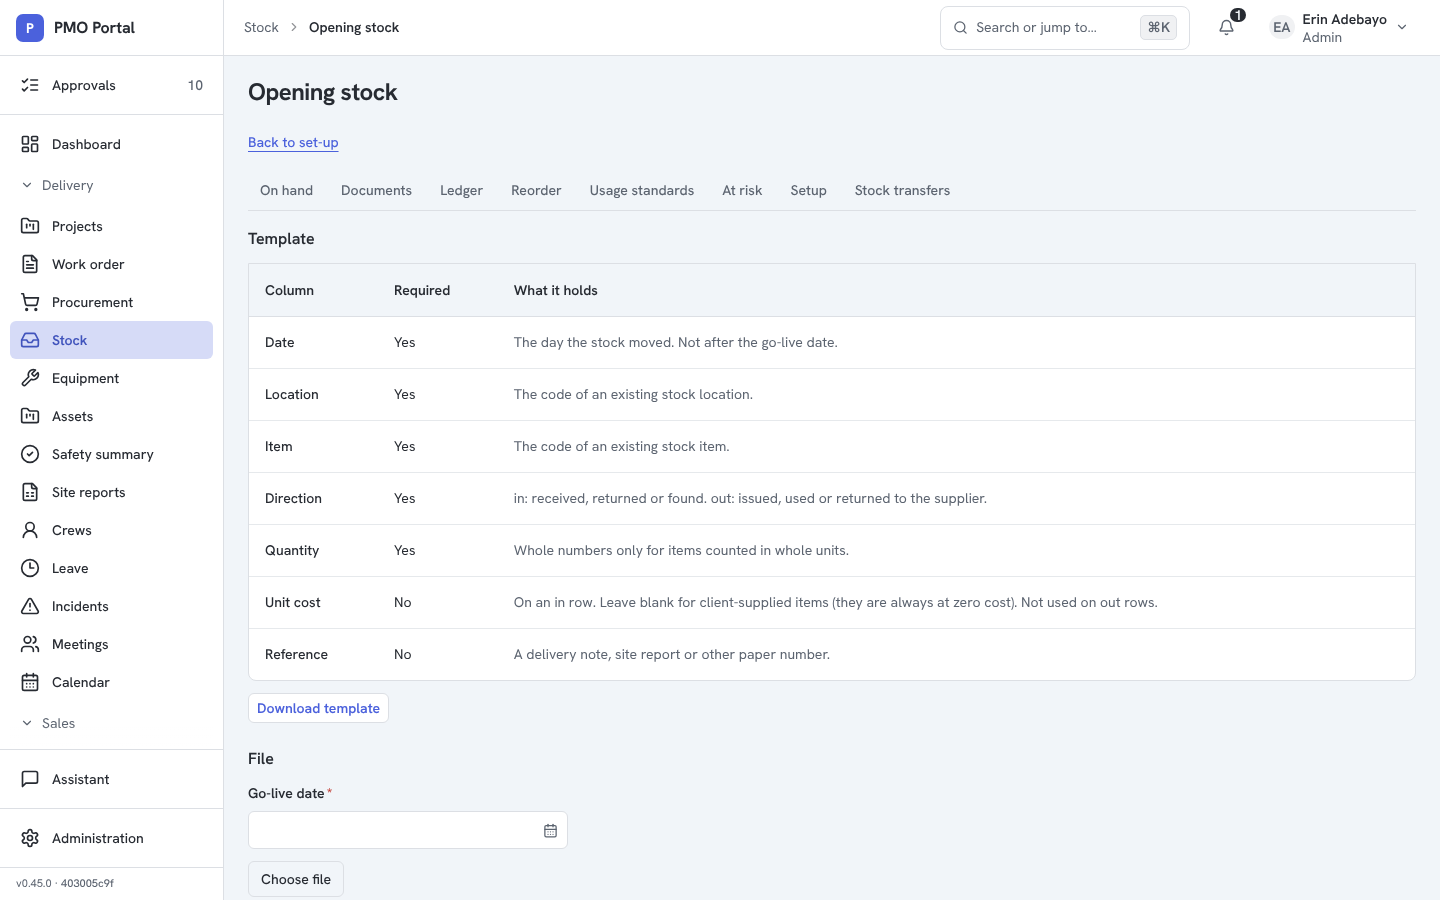 P PMO Portal
Stock > Opening stock
Search or jump to... ⌘K
1
EA
Erin Adebayo
Admin
Approvals 10
Dashboard
Delivery
Projects
Work order
Procurement
Stock
Equipment
Assets
Safety summary
Site reports
Crews
Leave
Incidents
Meetings
Calendar
Sales
Assistant
Administration
v0.45.0 · 403005c9f
Opening stock
Back to set-up
On hand Documents Ledger Reorder Usage standards At risk Setup Stock transfers
Template
Column Required What it holds
Date Yes The day the stock moved. Not after the go-live date.
Location Yes The code of an existing stock location.
Item Yes The code of an existing stock item.
Direction Yes in: received, returned or found. out: issued, used or returned to the supplier.
Quantity Yes Whole numbers only for items counted in whole units.
Unit cost No On an in row. Leave blank for client-supplied items (they are always at zero cost). Not used on out rows.
Reference No A delivery note, site report or other paper number.
Download template
File
Go-live date *
Choose file